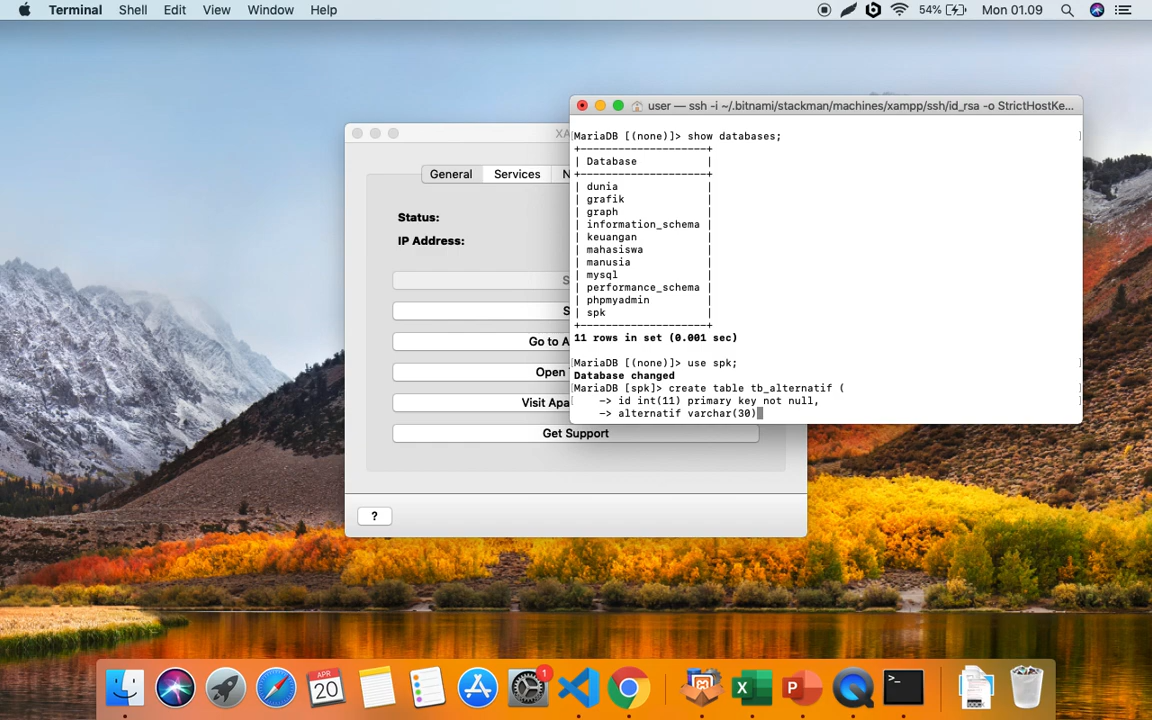 Terminal Shell Edit View Window Help 54% Mon 01.09
user — ssh -i ~/.bitnami/stackman/machines/xampp/ssh/id_rsa -o StrictHostKe...
MariaDB [(none)]> show databases;
+--------------------+
| Database |
+--------------------+
| dunia |
| grafik |
| graph |
| information_schema |
| keuangan |
| mahasiswa |
| manusia |
| mysql |
| performance_schema |
| phpmyadmin |
| spk |
+--------------------+
11 rows in set (0.001 sec)
MariaDB [(none)]> use spk;
Database changed
MariaDB [spk]> create table tb_alternatif (
-> id int(11) primary key not null,
-> alternatif varchar(30)
XA
General Services N
Status:
IP Address:
S
S
Go to A
Open
Visit Apa
Get Support
?
APR
20
1
>_
X
P